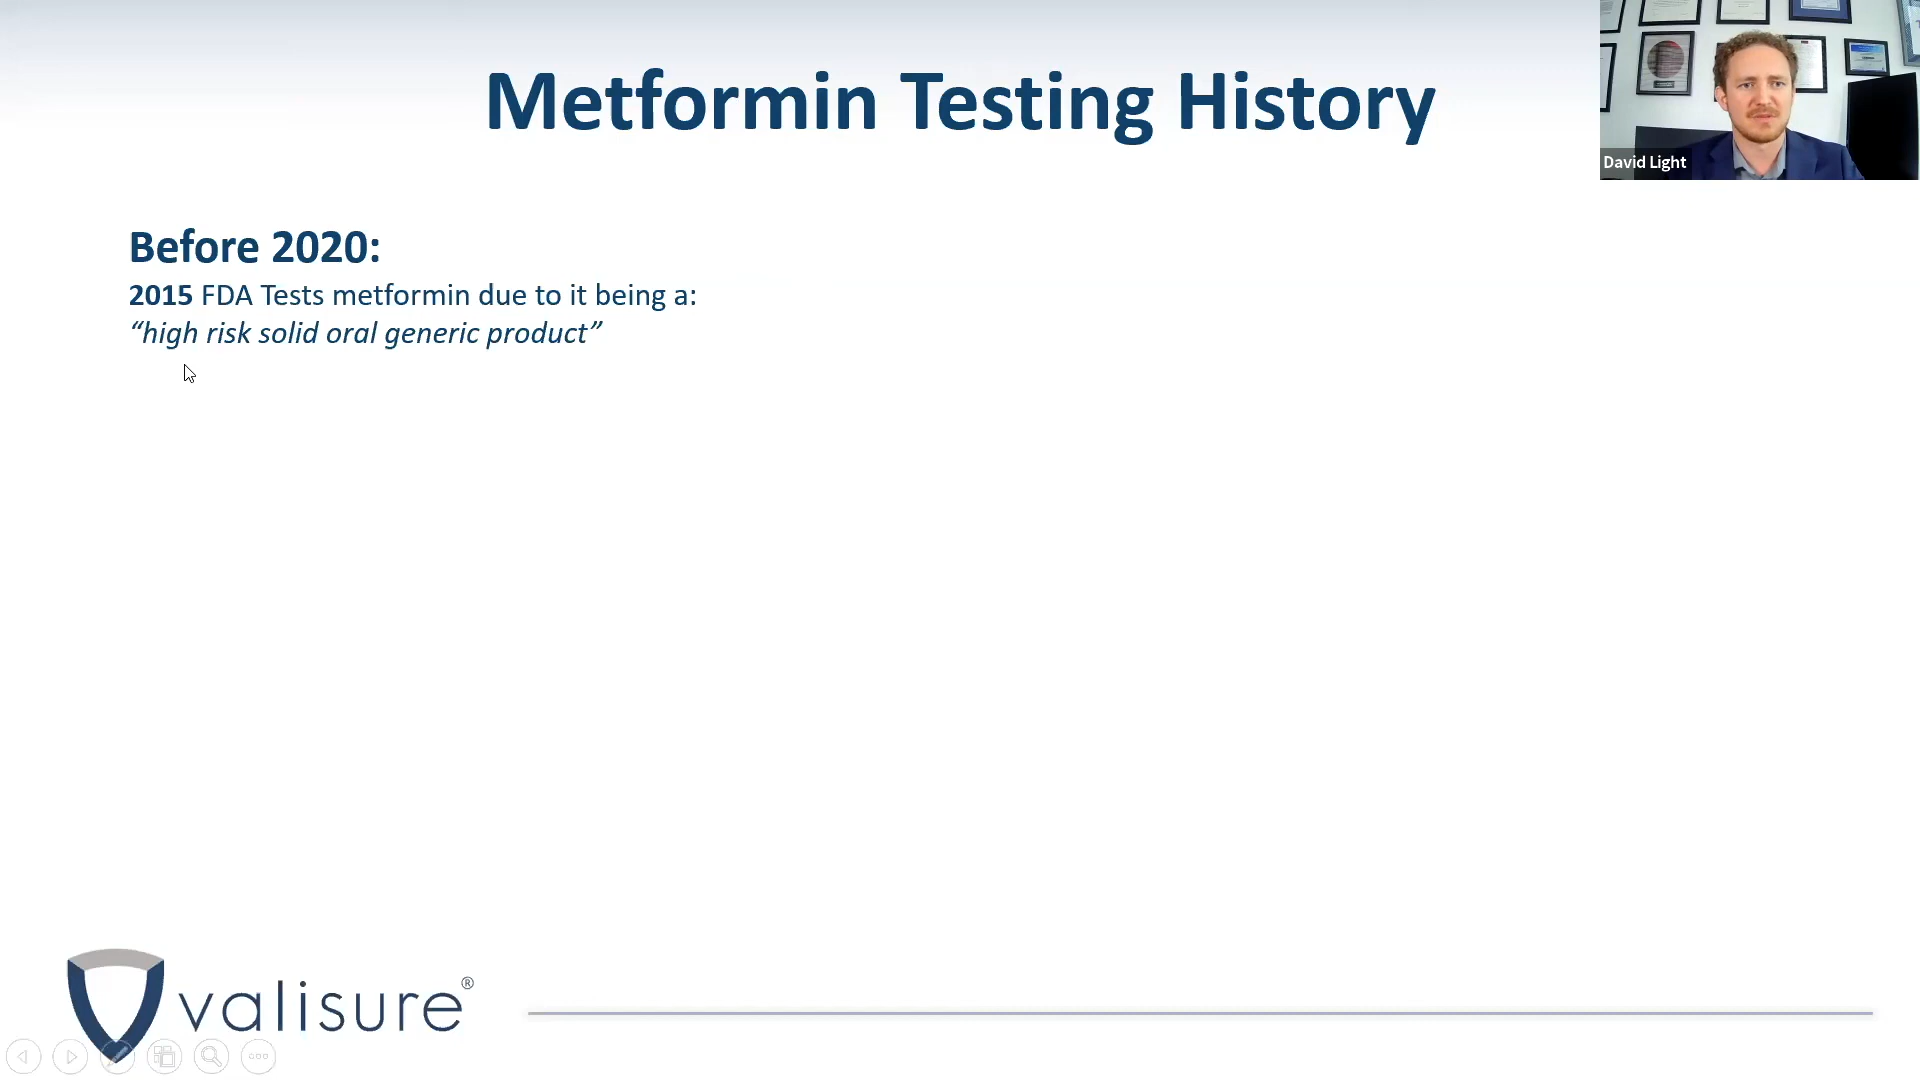 Metformin Testing History
David Light
Before 2020:
2015 FDA Tests metformin due to it being a:
“high risk solid oral generic product”
valisure®